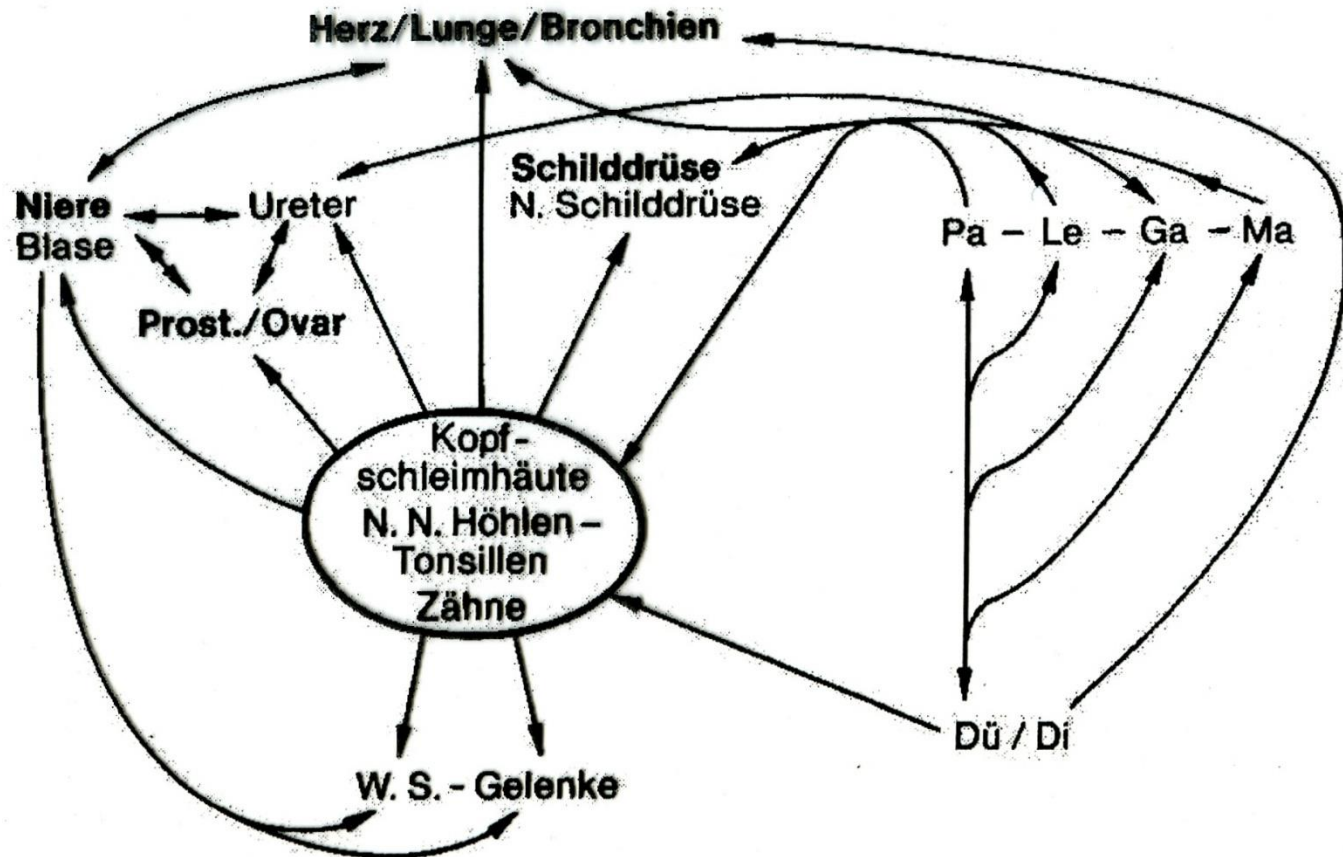 Herz/Lunge/Bronchien
Schilddrüse
N. Schilddrüse
Niere
Blase
Ureter
Pa – Le – Ga – Ma
Prost./Ovar
Kopf-
schleimhäute
N. N. Höhlen –
Tonsillen
Zähne
Dü / Di
W. S. – Gelenke